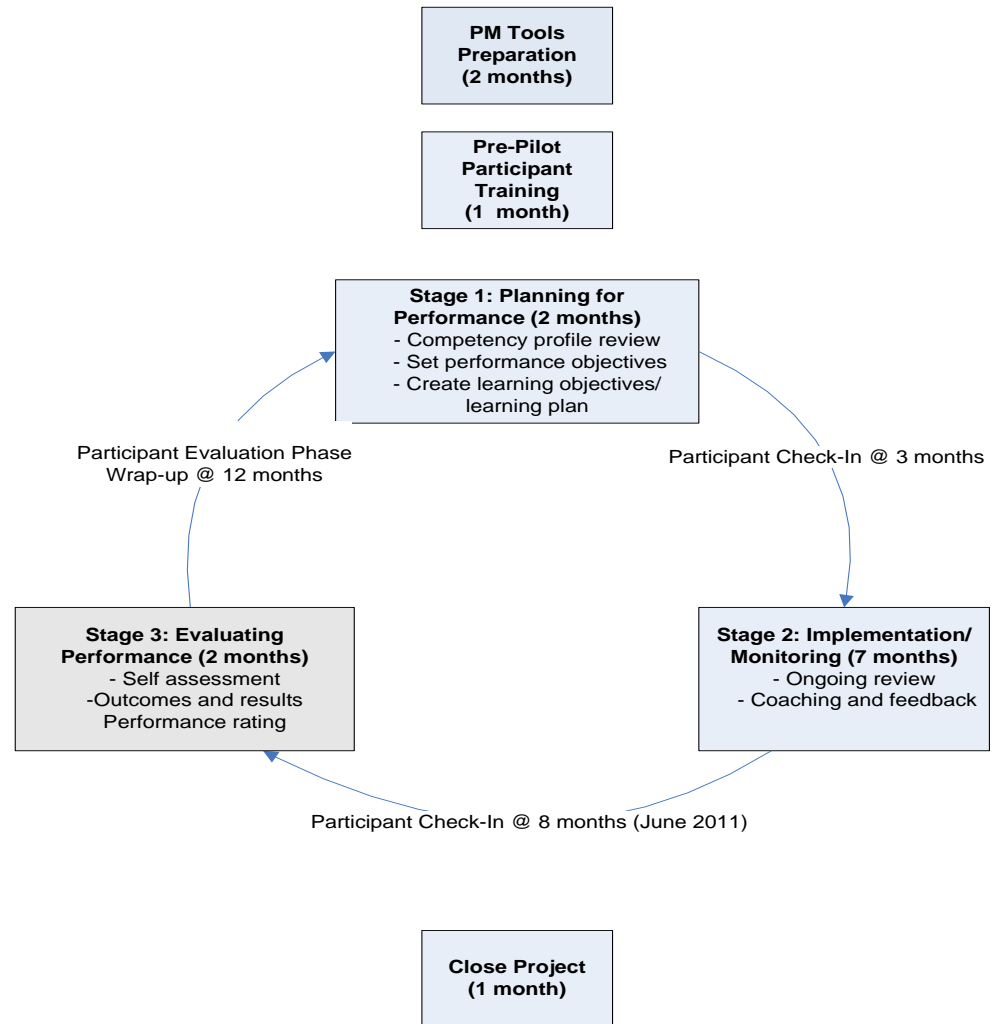 PM Tools
Preparation
(2 months)
Pre-Pilot
Participant
Training
(1 month)
Stage 1: Planning for
Performance (2 months)
- Competency profile review
- Set performance objectives
- Create learning objectives/
learning plan
Participant Evaluation Phase
Wrap-up @ 12 months
Participant Check-In @ 3 months
Stage 3: Evaluating
Performance (2 months)
- Self assessment
-Outcomes and results
Performance rating
Stage 2: Implementation/
Monitoring (7 months)
- Ongoing review
- Coaching and feedback
Participant Check-In @ 8 months (June 2011)
Close Project
(1 month)